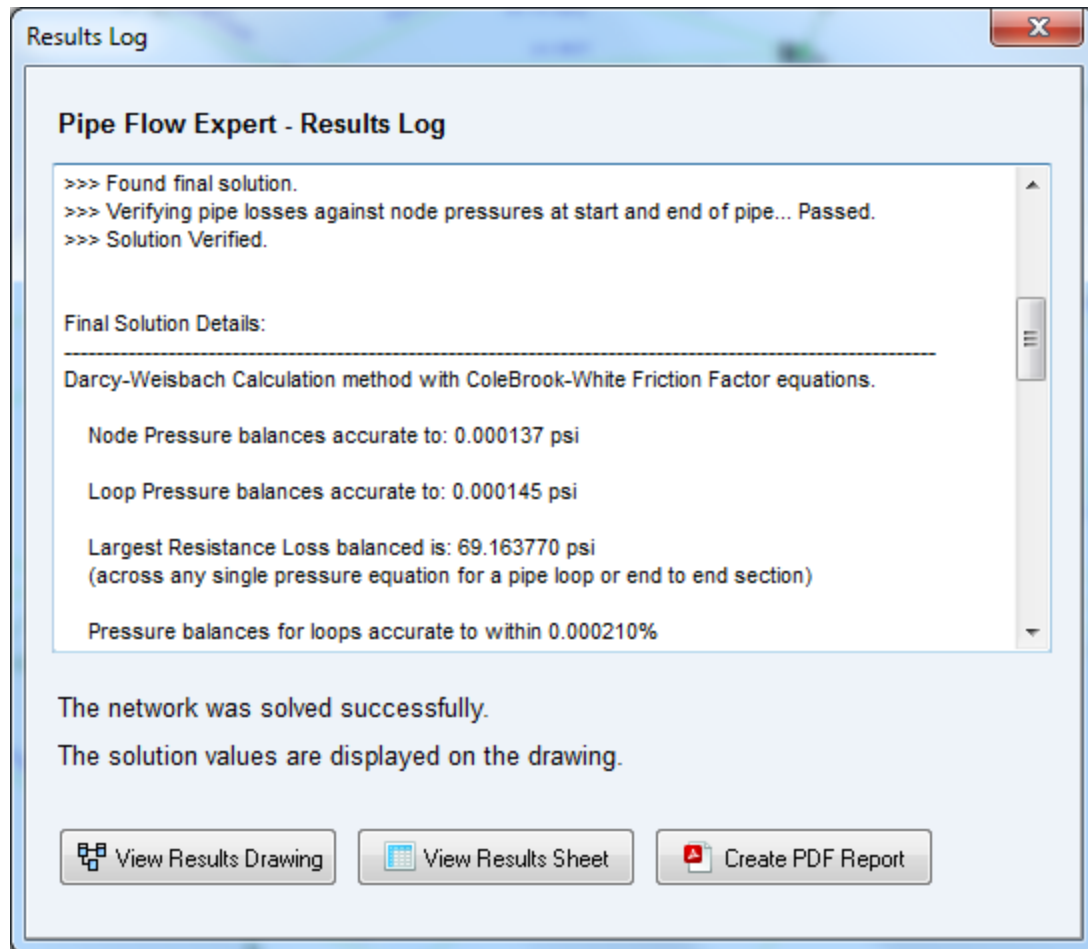 Results Log
Pipe Flow Expert - Results Log
>>> Found final solution.
>>> Verifying pipe losses against node pressures at start and end of pipe... Passed.
>>> Solution Verified.
Final Solution Details:
--------------------------------------------------------------------------------------------------------------
Darcy-Weisbach Calculation method with ColeBrook-White Friction Factor equations.
Node Pressure balances accurate to: 0.000137 psi
Loop Pressure balances accurate to: 0.000145 psi
Largest Resistance Loss balanced is: 69.163770 psi
(across any single pressure equation for a pipe loop or end to end section)
Pressure balances for loops accurate to within 0.000210%
The network was solved successfully.
The solution values are displayed on the drawing.
View Results Drawing
View Results Sheet
Create PDF Report